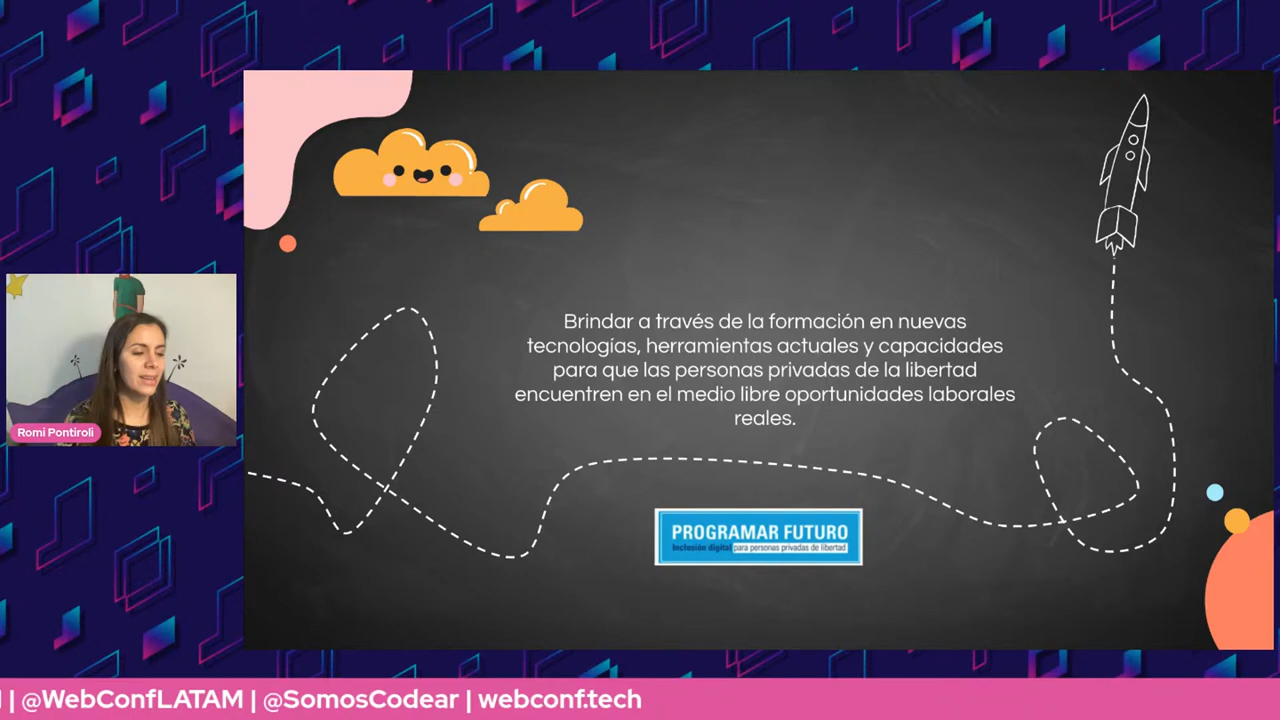 Brindar a través de la formación en nuevas
tecnologías, herramientas actuales y capacidades
para que las personas privadas de la libertad
encuentren en el medio libre oportunidades laborales
reales.
Romi Pontiroli
PROGRAMAR FUTURO
Inclusión digital para personas privadas de libertad
| @WebConfLATAM | @SomosCodear | webconf.tech